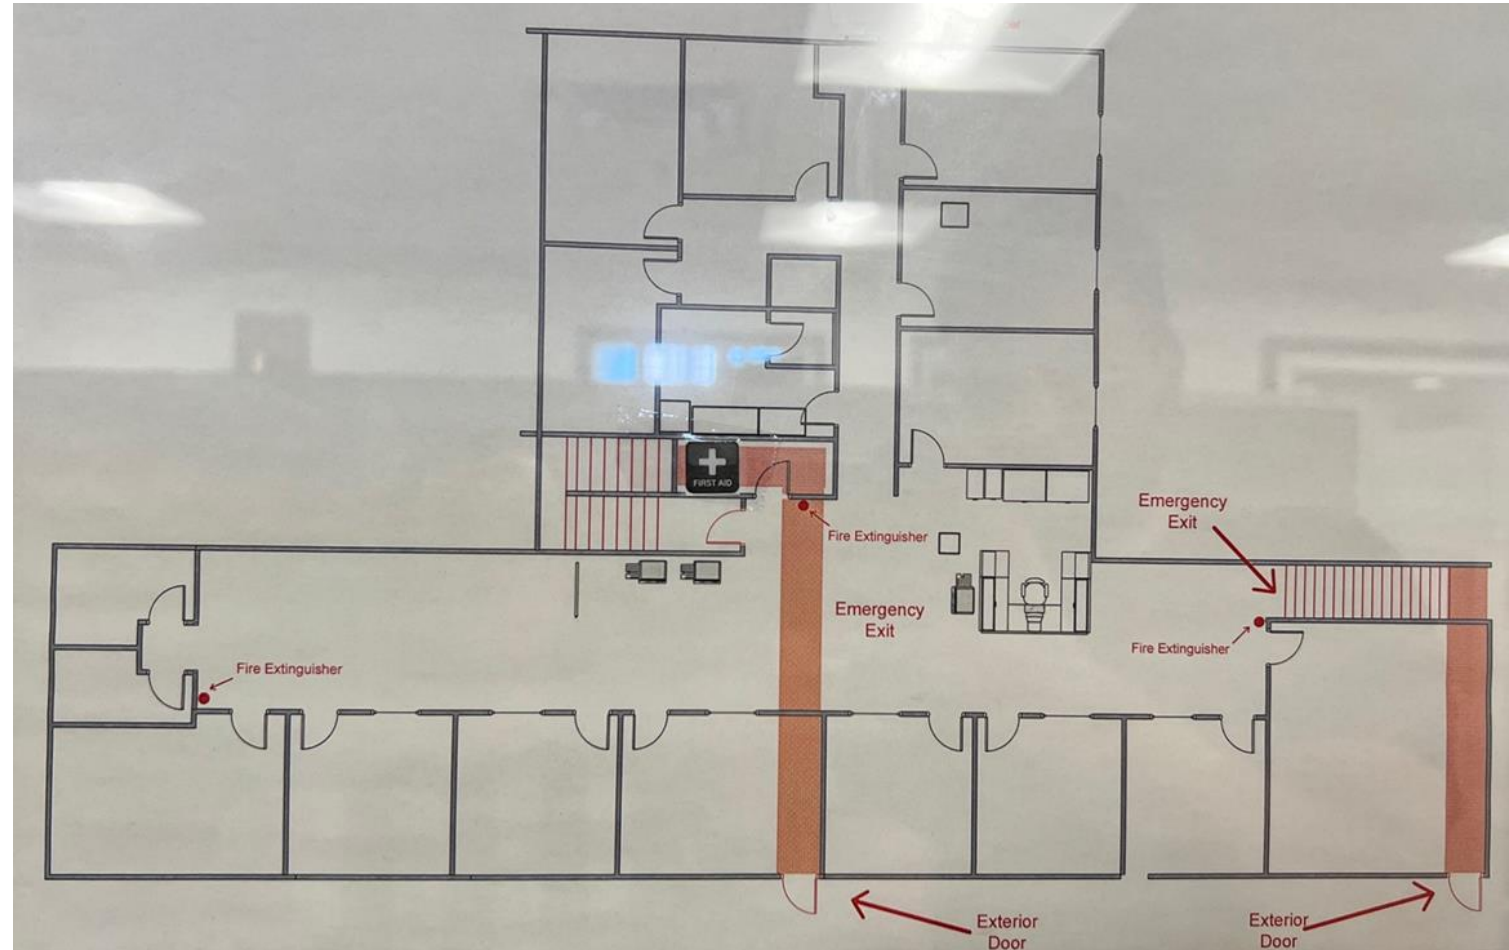 FIRST AID
Fire Extinguisher
Emergency
Exit
Emergency
Exit
Fire Extinguisher
Fire Extinguisher
Exterior
Door
Exterior
Door